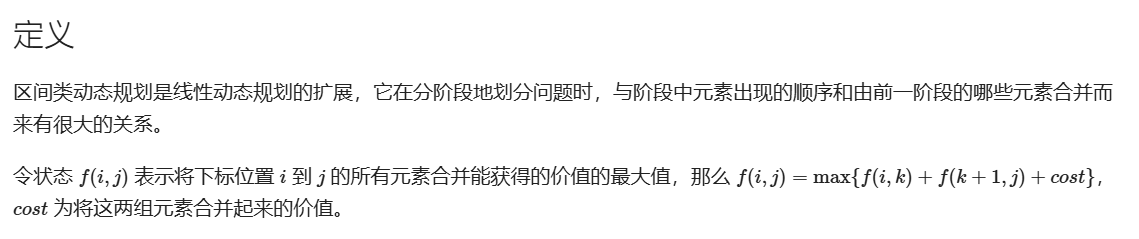 定义
区间类动态规划是线性动态规划的扩展，它在分阶段地划分问题时，与阶段中元素出现的顺序和由前一阶段的哪些元素合并而
来有很大的关系。
令状态 f(i, j) 表示将下标位置 i 到 j 的所有元素合并能获得的价值的最大值，那么 f(i, j) = max{f(i, k) + f(k + 1, j) + cost}，
cost 为将这两组元素合并起来的价值。